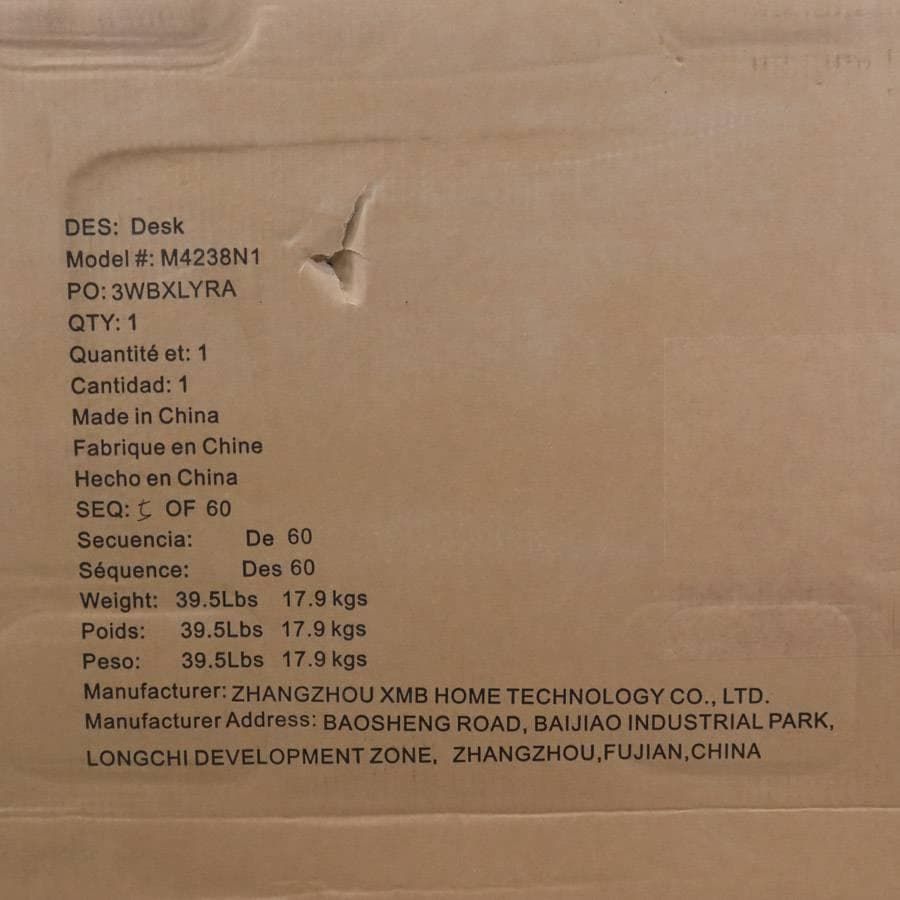 DES: Desk
Model #: M4238N1
PO: 3WBXLYRA
QTY: 1
Quantité et: 1
Cantidad: 1
Made in China
Fabrique en Chine
Hecho en China
SEQ: 5 OF 60
Secuencia: De 60
Séquence: Des 60
Weight: 39.5Lbs 17.9 kgs
Poids: 39.5Lbs 17.9 kgs
Peso: 39.5Lbs 17.9 kgs
Manufacturer: ZHANGZHOU XMB HOME TECHNOLOGY CO., LTD.
Manufacturer Address: BAOSHENG ROAD, BAIJIAO INDUSTRIAL PARK,
LONGCHI DEVELOPMENT ZONE, ZHANGZHOU,FUJIAN,CHINA